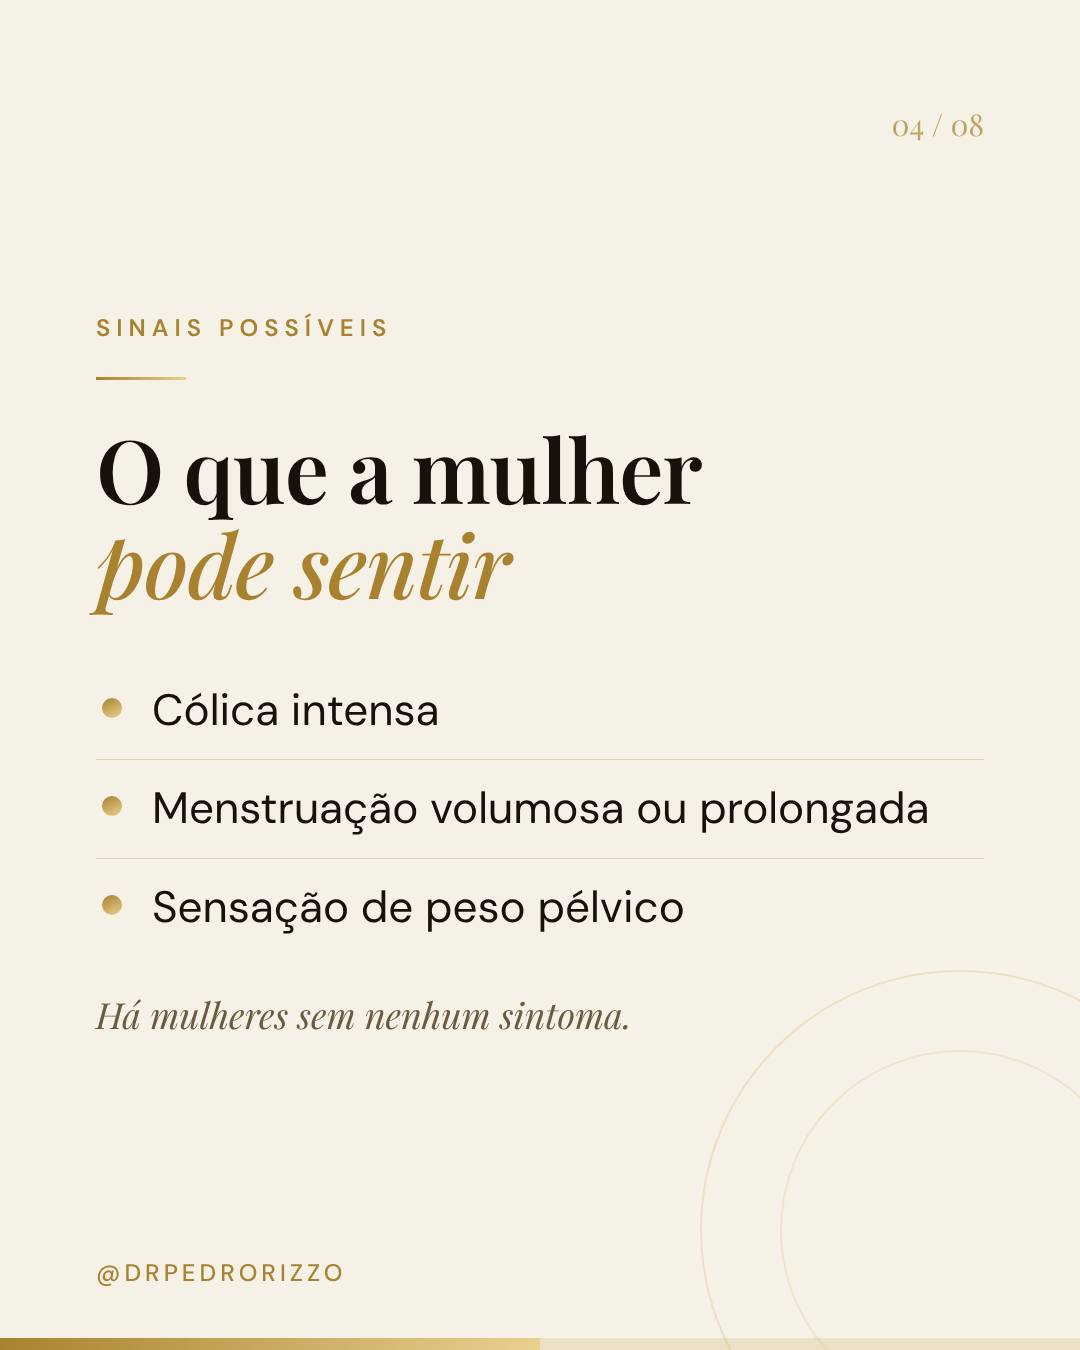 04 / 08
SINAIS POSSÍVEIS
O que a mulher
pode sentir
Cólica intensa
Menstruação volumosa ou prolongada
Sensação de peso pélvico
Há mulheres sem nenhum sintoma.
@DRPEDRORIZZO